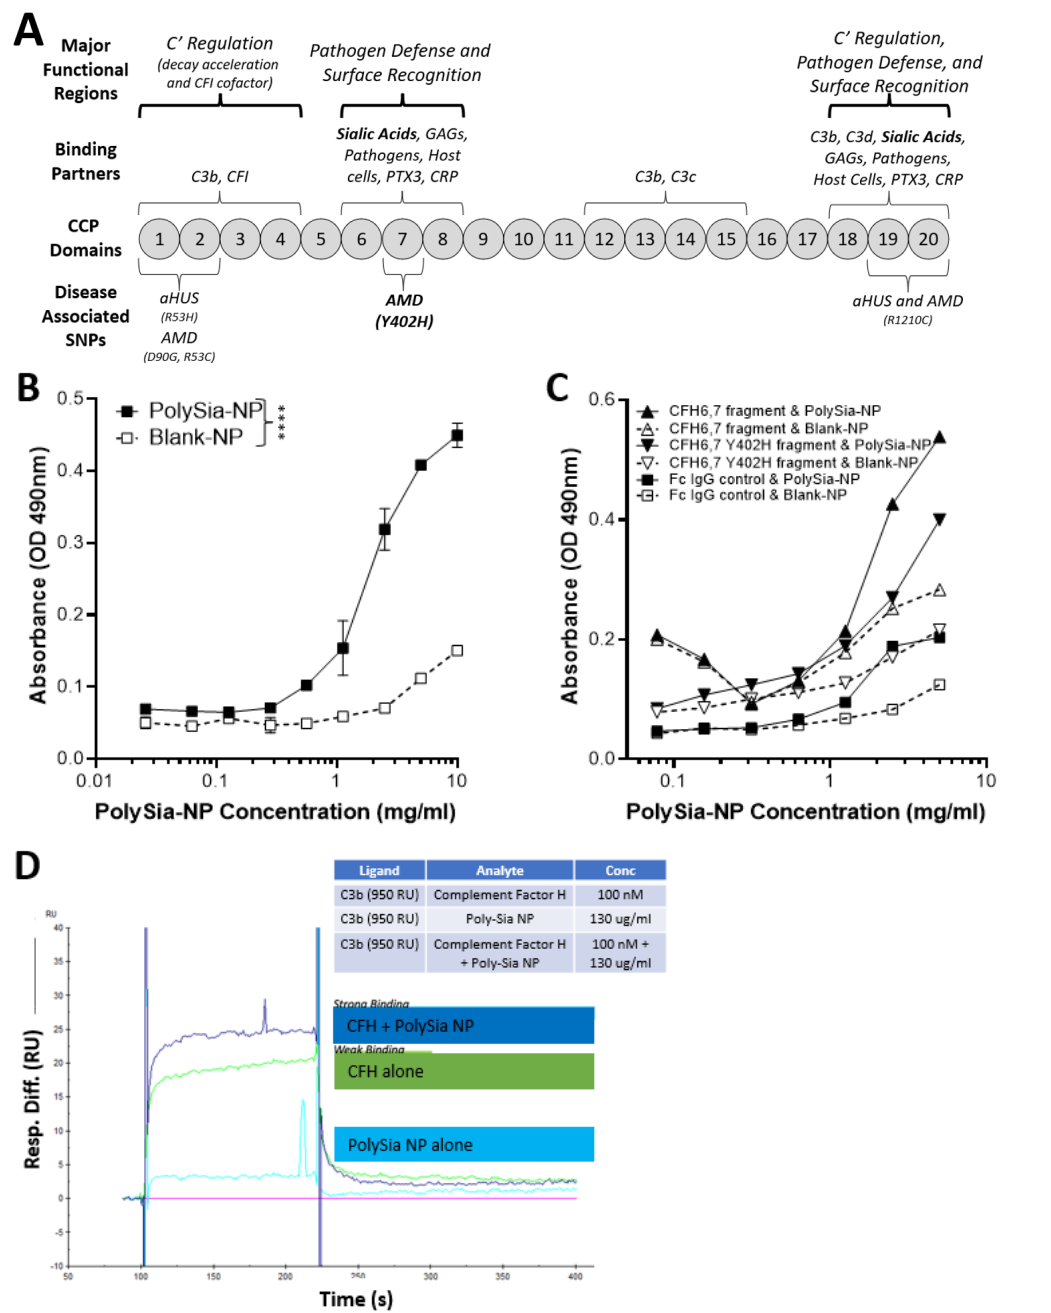 A
Major
Functional
Regions
C' Regulation
(decay acceleration
and CFI cofactor)
Pathogen Defense and
Surface Recognition
C' Regulation,
Pathogen Defense, and
Surface Recognition
Binding
Partners
C3b, CFI
Sialic Acids, GAGs,
Pathogens, Host
cells, PTX3, CRP
C3b, C3c
C3b, C3d, Sialic Acids,
GAGs, Pathogens,
Host Cells, PTX3, CRP
CCP
Domains
1 2 3 4 5 6 7 8 9 10 11 12 13 14 15 16 17 18 19 20
Disease
Associated
SNPs
aHUS
(R53H)
AMD
(D90G, R53C)
AMD
(Y402H)
aHUS and AMD
(R1210C)
B
PolySia-NP
Blank-NP
****
Absorbance (OD 490nm)
0.5
0.4
0.3
0.2
0.1
0.0
0.01 0.1 1 10
PolySia-NP Concentration (mg/ml)
C
CFH6,7 fragment & PolySia-NP
CFH6,7 fragment & Blank-NP
CFH6,7 Y402H fragment & PolySia-NP
CFH6,7 Y402H fragment & Blank-NP
Fc IgG control & PolySia-NP
Fc IgG control & Blank-NP
Absorbance (OD 490nm)
0.6
0.4
0.2
0.0
0.1 1 10
PolySia-NP Concentration (mg/ml)
D
Ligand Analyte Conc
C3b (950 RU) Complement Factor H 100 nM
C3b (950 RU) Poly-Sia NP 130 ug/ml
C3b (950 RU) Complement Factor H 100 nM +
+ Poly-Sia NP 130 ug/ml
RU
Resp. Diff. (RU)
40
35
30
25
20
15
10
5
0
-5
-10
Strong Binding
CFH + PolySia NP
Weak Binding
CFH alone
PolySia NP alone
50 100 150 200 250 300 350 400
Time (s)